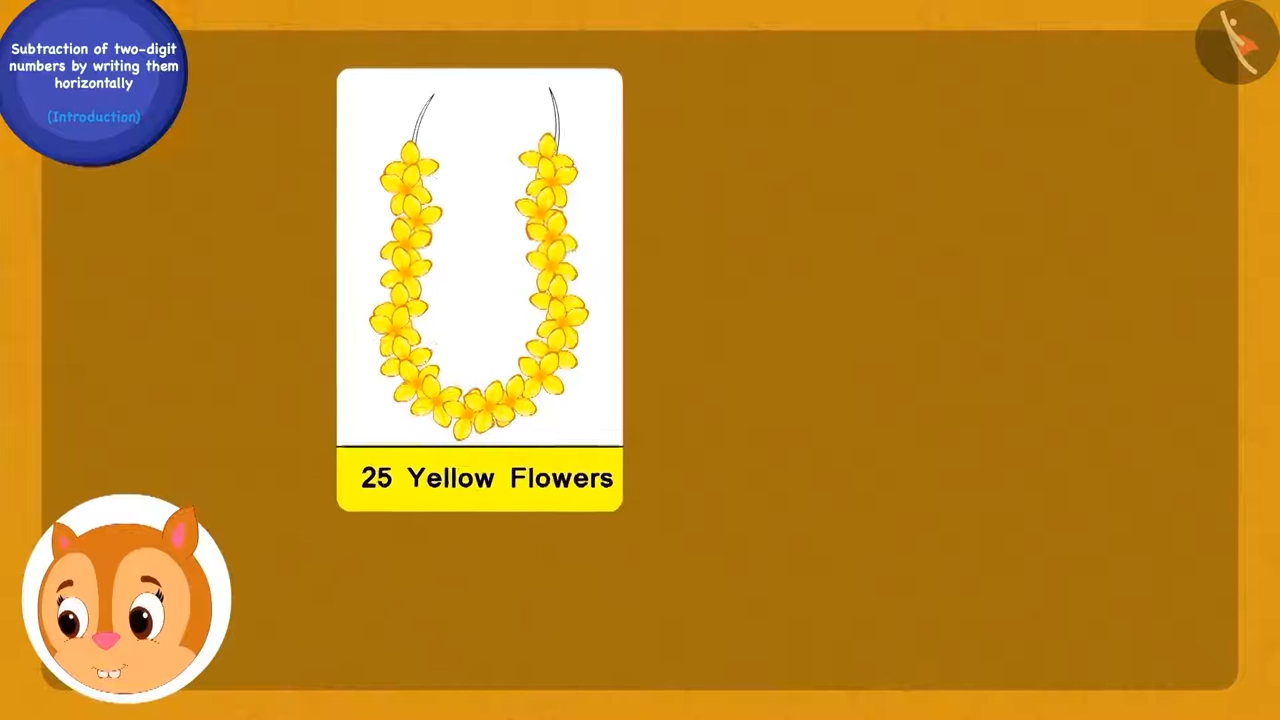 Subtraction of two-digit
numbers by writing them
horizontally
(Introduction)
25 Yellow Flowers